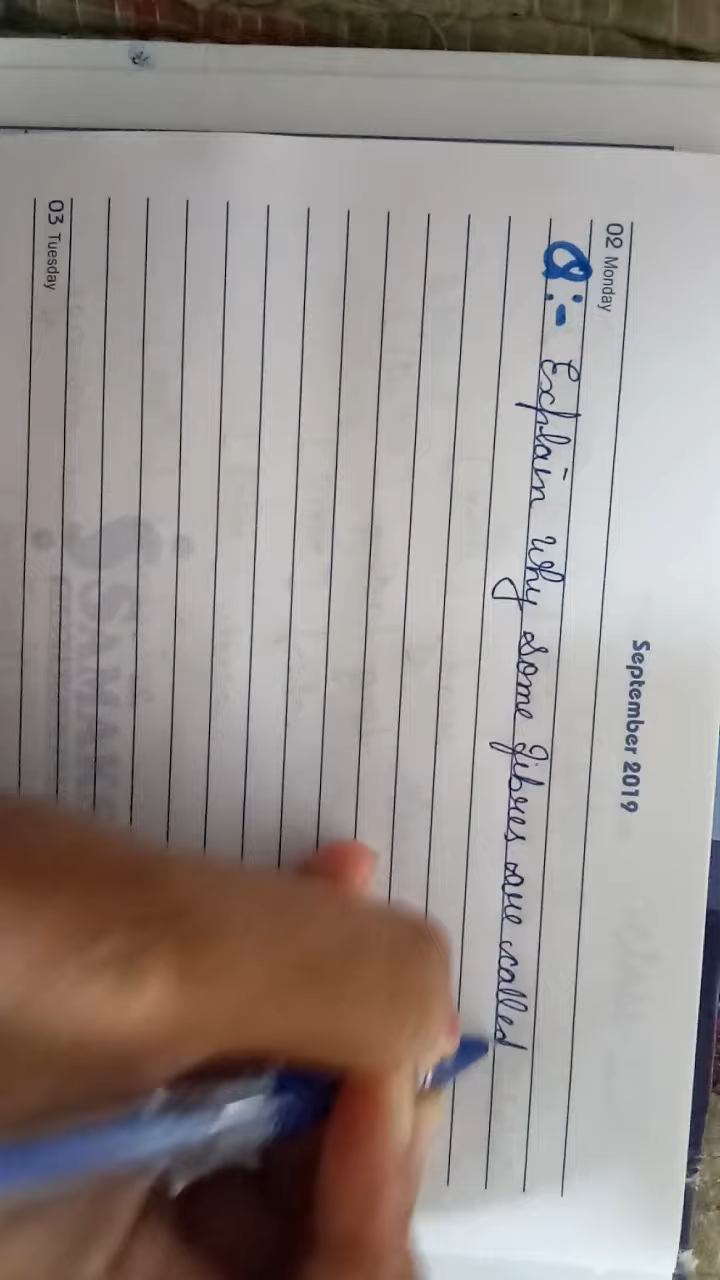 September 2019
02 Monday
Q:- Explain why some fibres are called
03 Tuesday